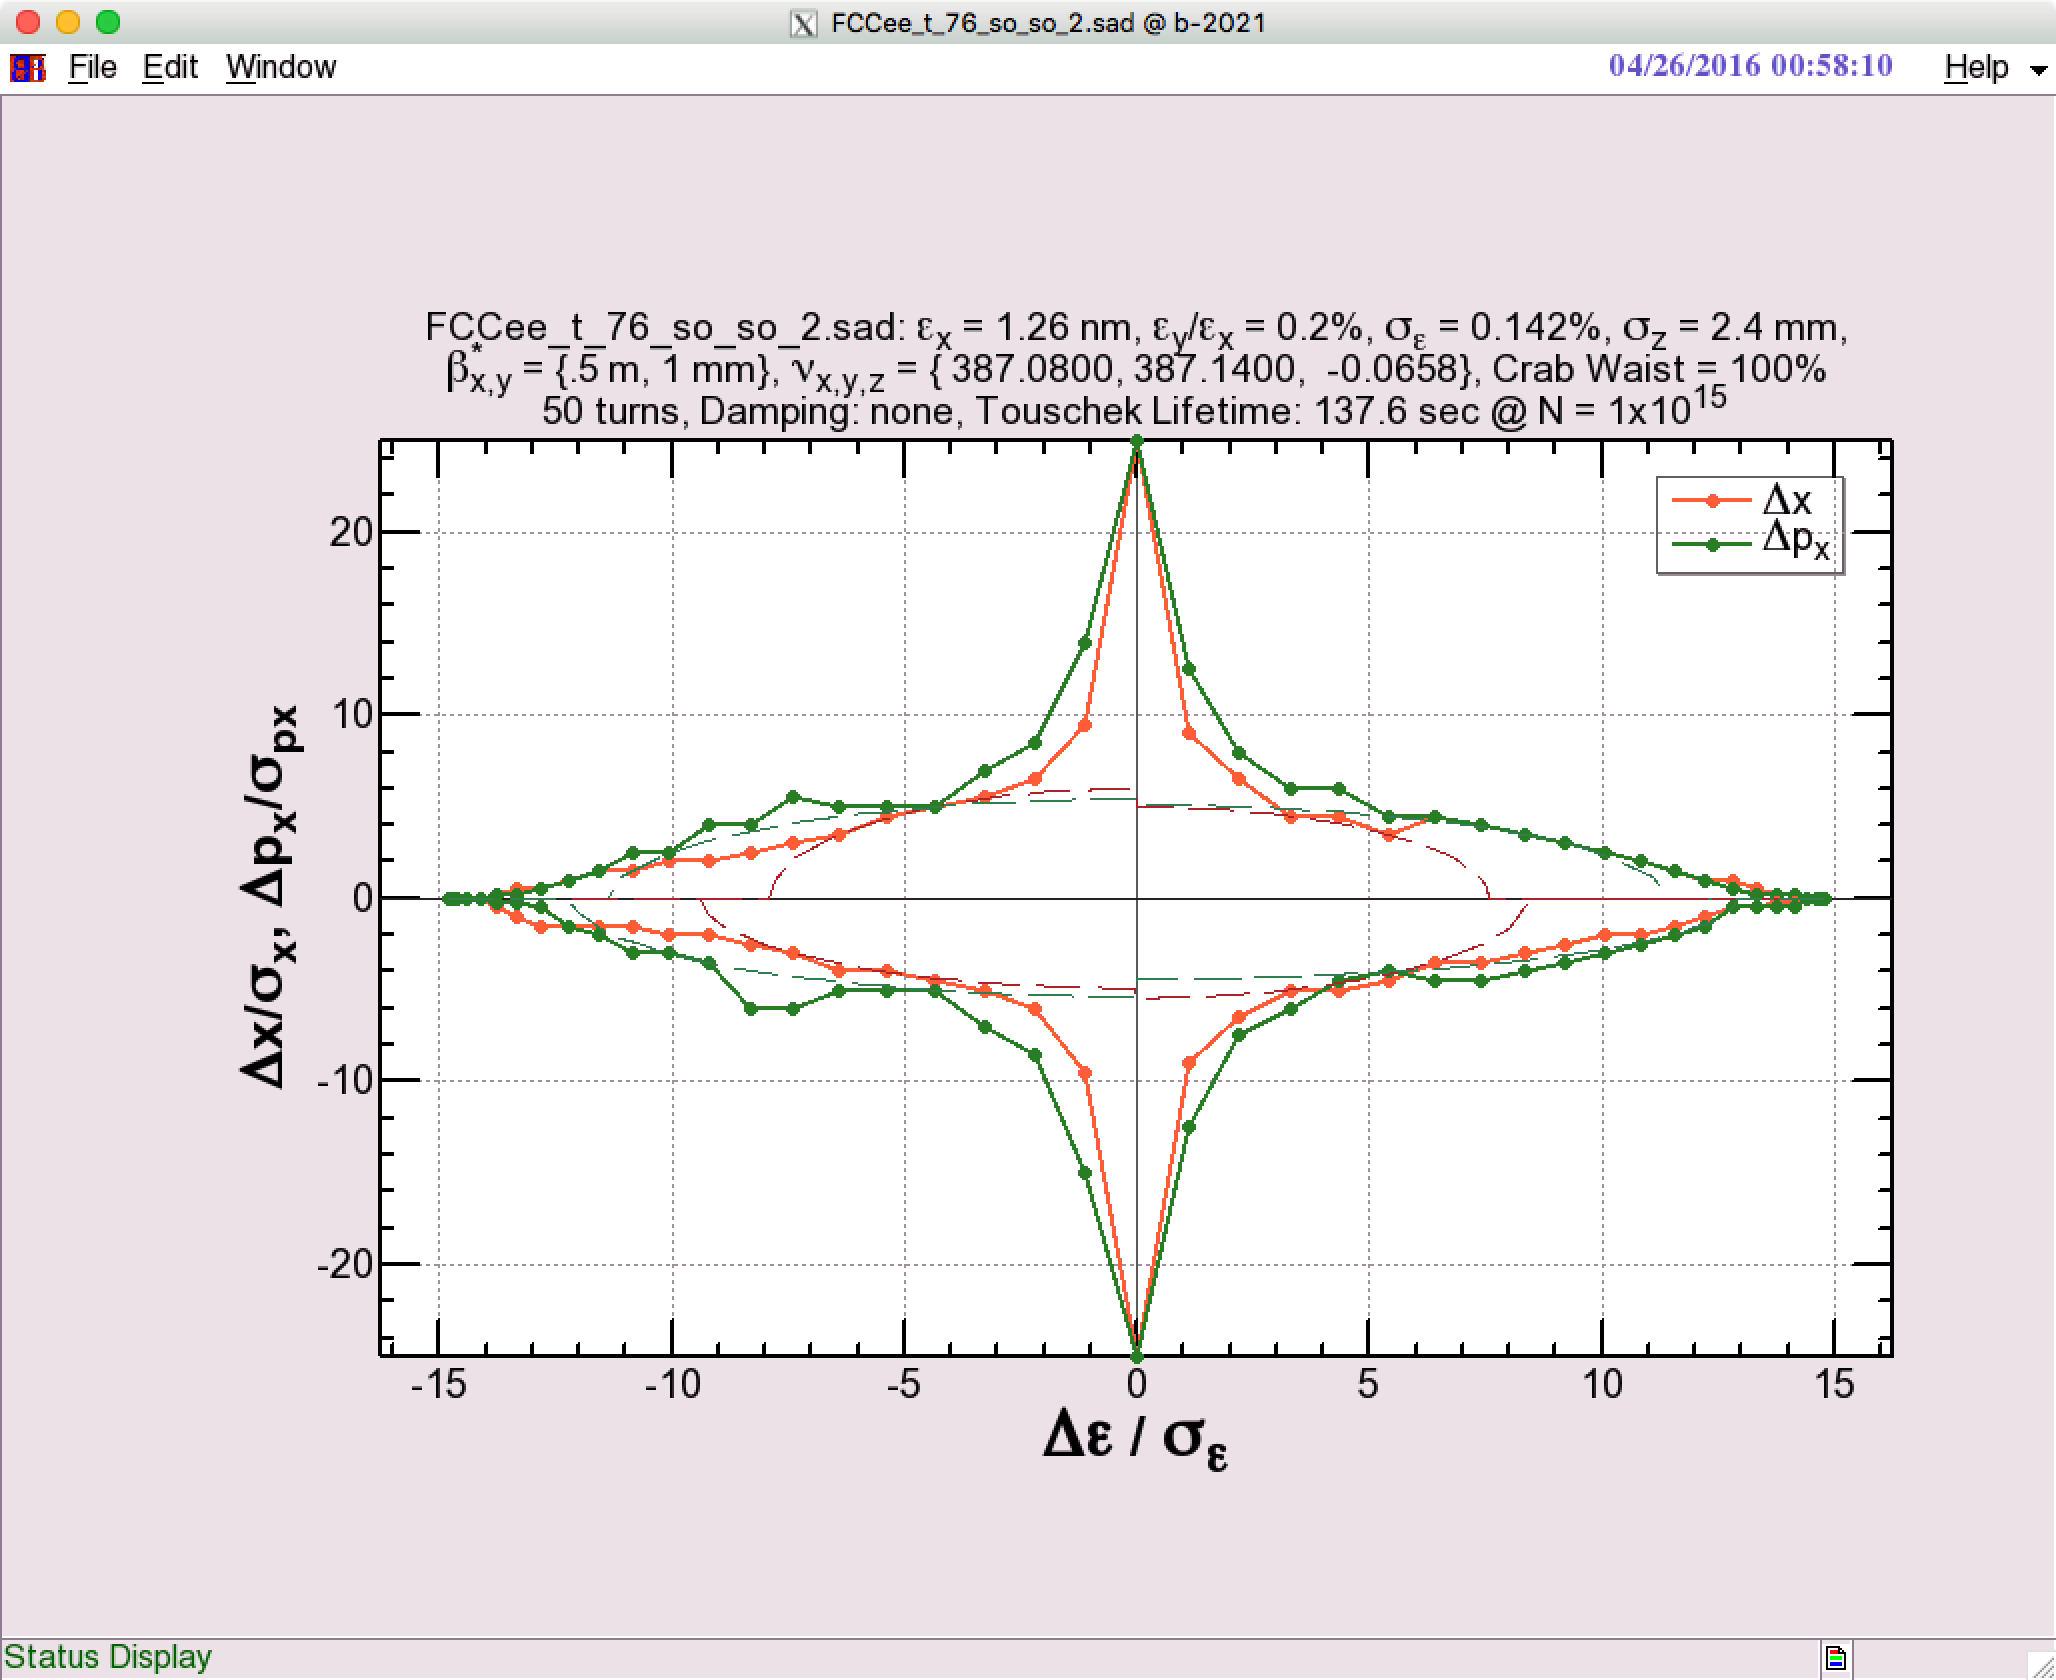 FCCee_t_76_so_so_2.sad @ b-2021
File Edit Window 04/26/2016 00:58:10 Help
FCCee_t_76_so_so_2.sad: εx = 1.26 nm, εy/εx = 0.2%, σε = 0.142%, σz = 2.4 mm,
β*x,y = {.5 m, 1 mm}, νx,y,z = { 387.0800, 387.1400, -0.0658}, Crab Waist = 100%
50 turns, Damping: none, Touschek Lifetime: 137.6 sec @ N = 1x10^15
Δx
Δpx
20
10
0
-10
-20
Δx/σx, Δpx/σpx
-15 -10 -5 0 5 10 15
Δε / σε
Status Display